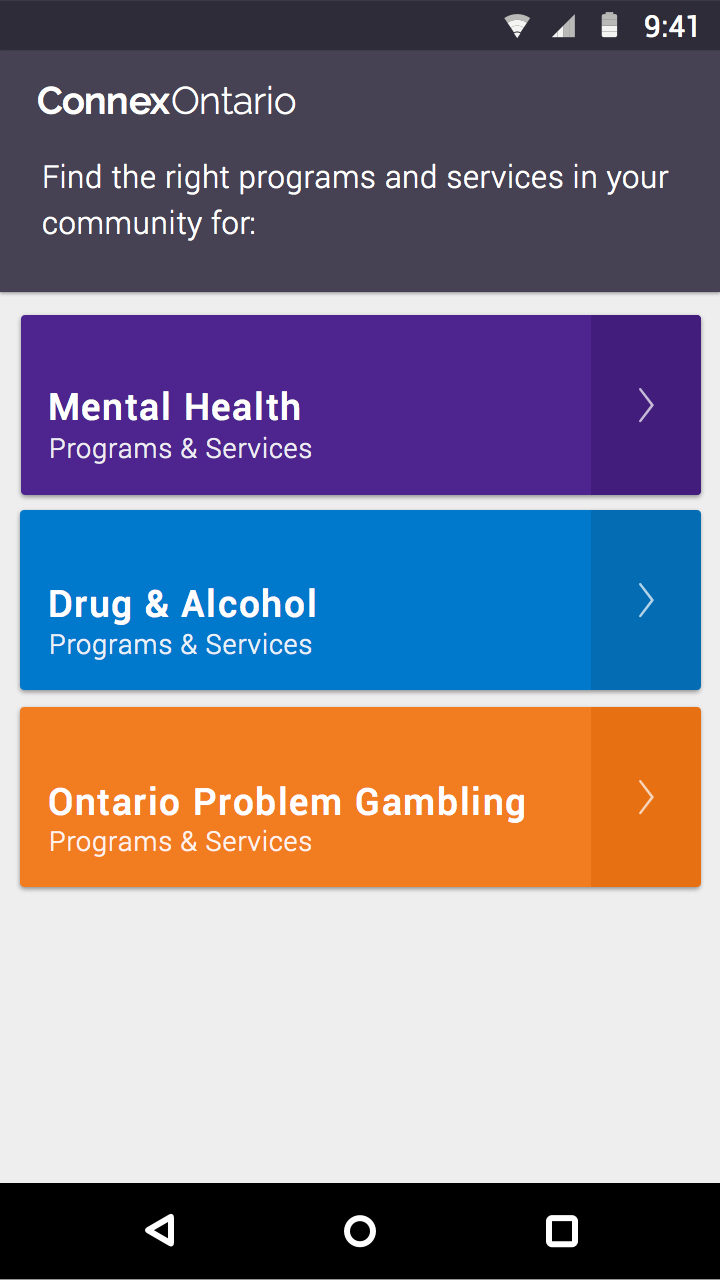 9:41
ConnexOntario
Find the right programs and services in your
community for:
Mental Health
Programs & Services
Drug & Alcohol
Programs & Services
Ontario Problem Gambling
Programs & Services